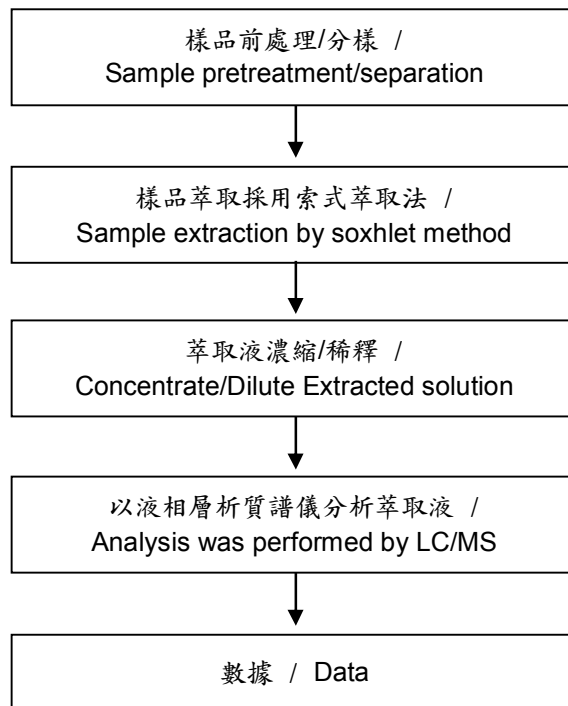 樣品前處理/分樣 /
Sample pretreatment/separation
樣品萃取採用索式萃取法 /
Sample extraction by soxhlet method
萃取液濃縮/稀釋 /
Concentrate/Dilute Extracted solution
以液相層析質譜儀分析萃取液 /
Analysis was performed by LC/MS
數據 / Data